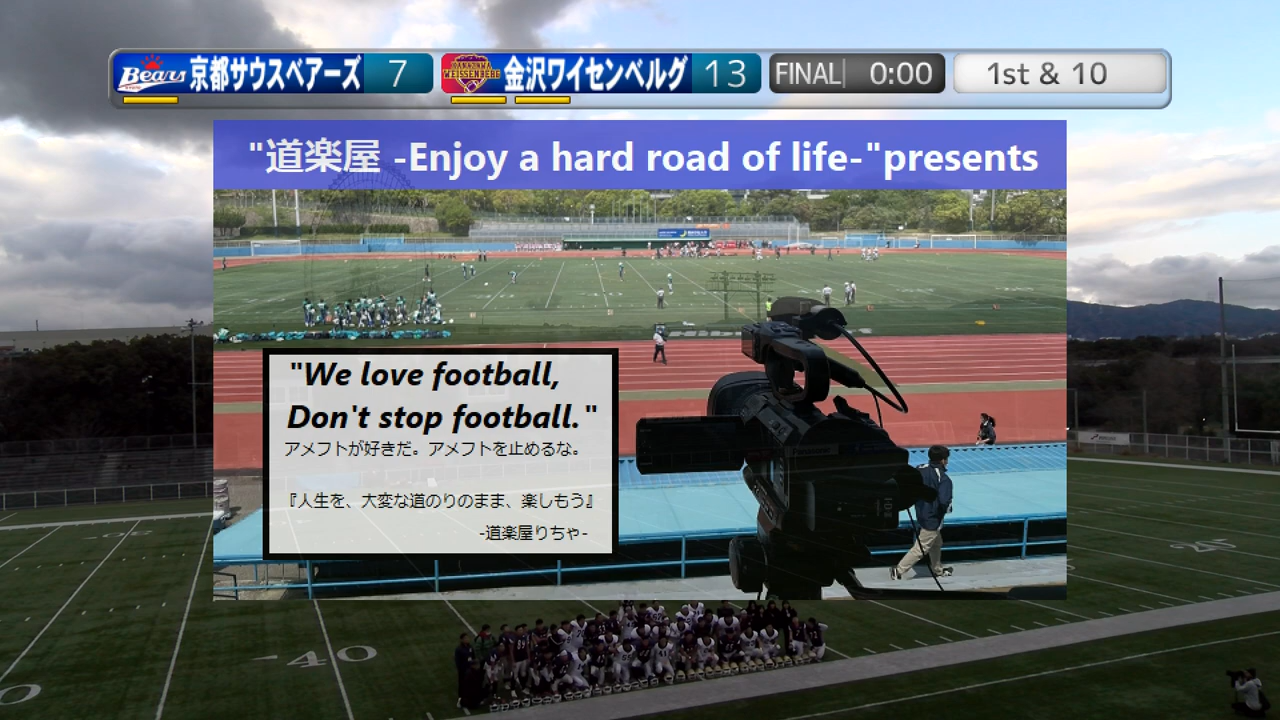 Bears 京都サウスベアーズ 7 KANAZAWA WEISSENBERG 金沢ワイセンベルグ 13 FINAL 0:00 1st & 10
"道楽屋 -Enjoy a hard road of life-"presents
"We love football,
Don't stop football."
アメフトが好きだ。アメフトを止めるな。
『人生を、大変な道のりのまま、楽しもう』
-道楽屋りちゃ-
40
20